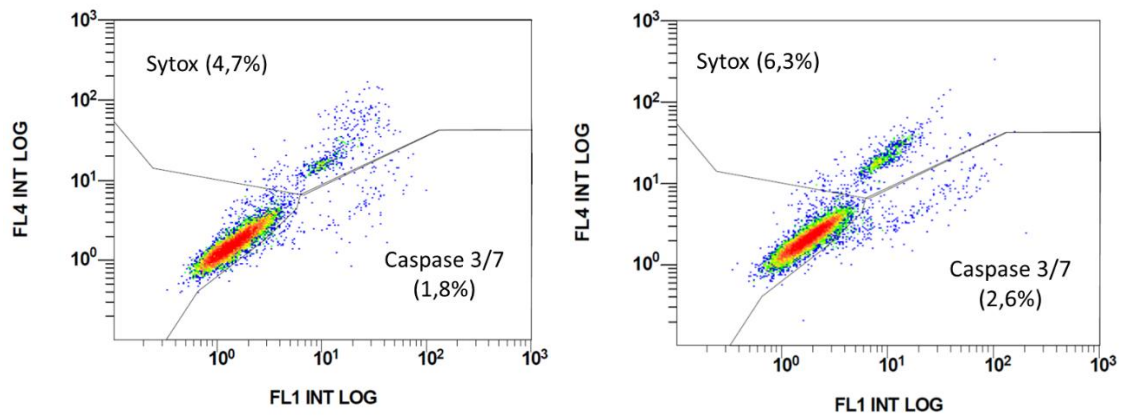 10³
10²
10¹
10⁰
FL4 INT LOG
Sytox (4,7%)
Caspase 3/7
(1,8%)
10⁰
10¹
10²
10³
FL1 INT LOG
10³
10²
10¹
10⁰
FL4 INT LOG
Sytox (6,3%)
Caspase 3/7
(2,6%)
10⁰
10¹
10²
10³
FL1 INT LOG